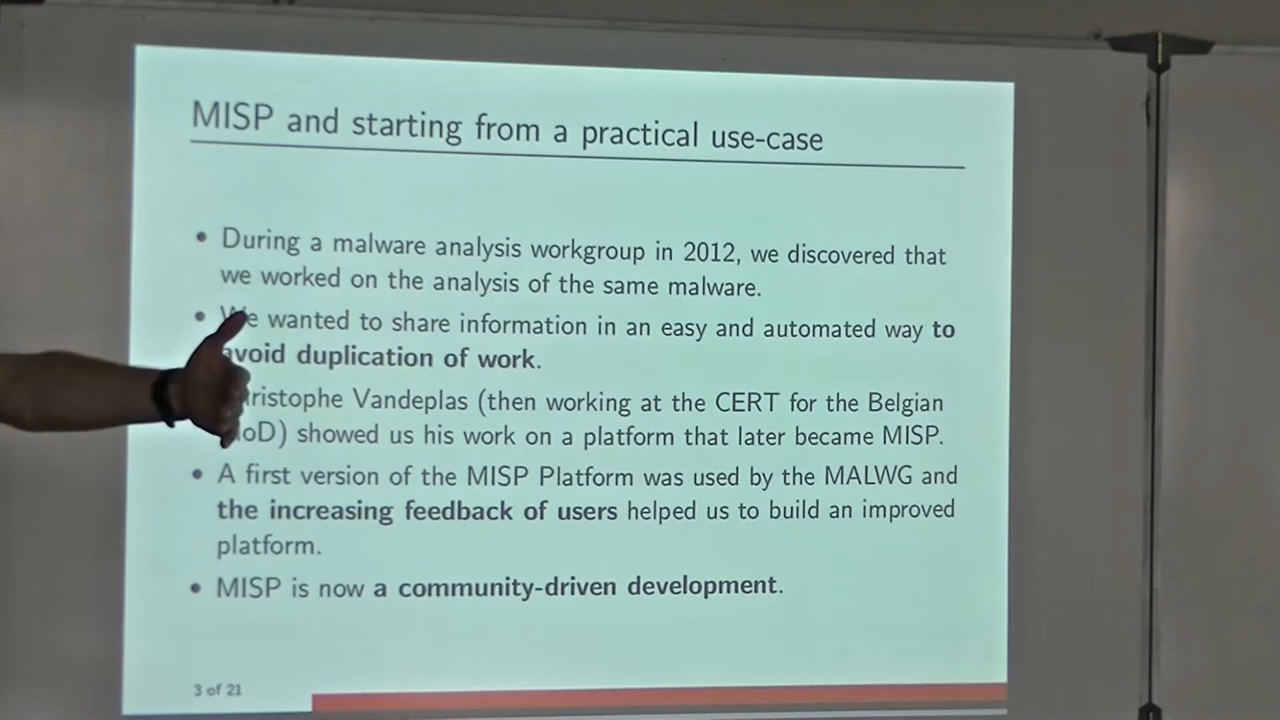 MISP and starting from a practical use-case
• During a malware analysis workgroup in 2012, we discovered that
we worked on the analysis of the same malware.
• We wanted to share information in an easy and automated way to
avoid duplication of work.
ristophe Vandeplas (then working at the CERT for the Belgian
oD) showed us his work on a platform that later became MISP.
• A first version of the MISP Platform was used by the MALWG and
the increasing feedback of users helped us to build an improved
platform.
• MISP is now a community-driven development.
3 of 21